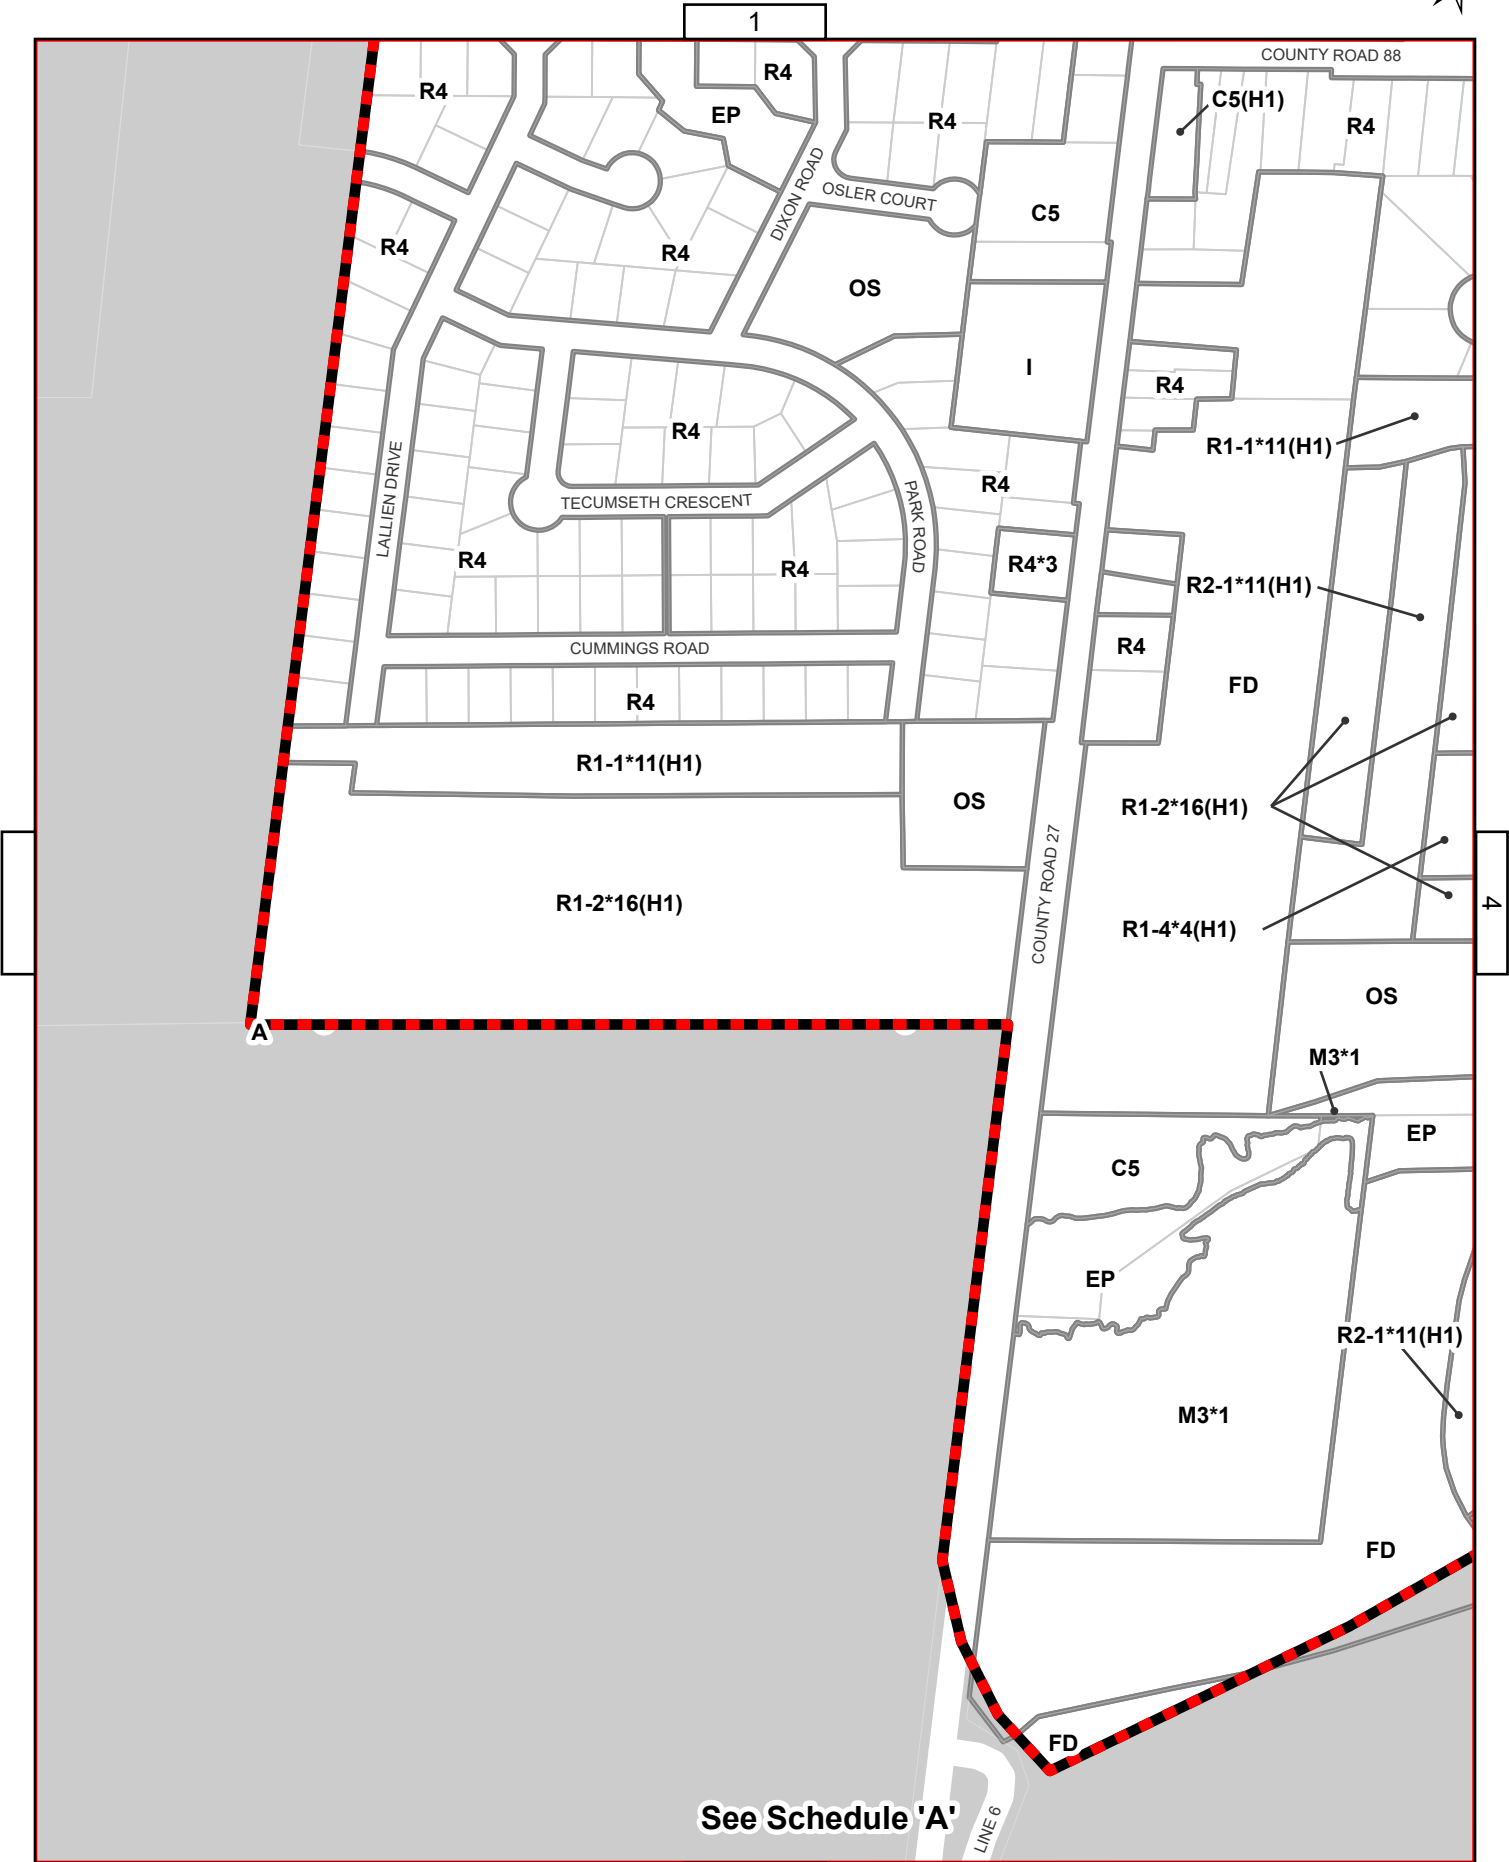 1
COUNTY ROAD 88
R4
R4
EP
R4
C5(H1)
R4
DIXON ROAD
OSLER COURT
C5
R4
R4
OS
I
R4
R4
R1-1*11(H1)
LALLIEN DRIVE
TECUMSETH CRESCENT
PARK ROAD
R4
R4
R4
R4*3
R2-1*11(H1)
CUMMINGS ROAD
R4
FD
R4
R1-1*11(H1)
OS
R1-2*16(H1)
COUNTY ROAD 27
R1-2*16(H1)
R1-4*4(H1)
4
OS
A
M3*1
EP
C5
EP
R2-1*11(H1)
M3*1
FD
FD
See Schedule 'A'
LINE 6